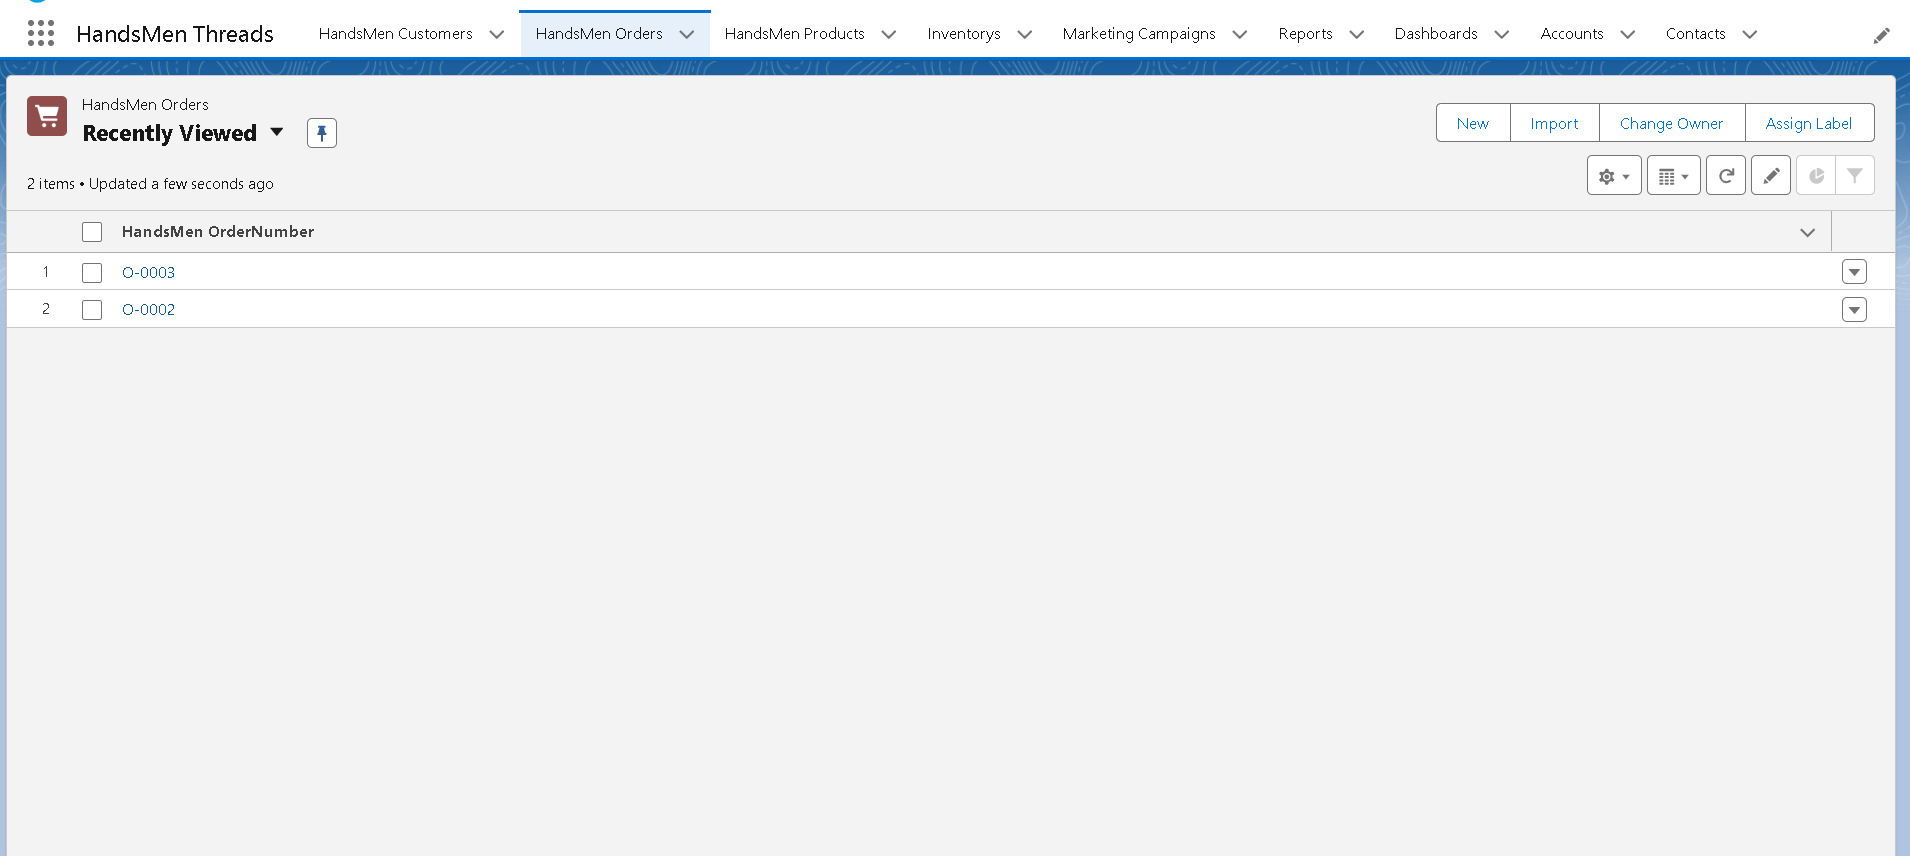 HandsMen Threads HandsMen Customers HandsMen Orders HandsMen Products Inventorys Marketing Campaigns Reports Dashboards Accounts Contacts
HandsMen Orders
Recently Viewed
New Import Change Owner Assign Label
2 items • Updated a few seconds ago
HandsMen OrderNumber
1 O-0003
2 O-0002